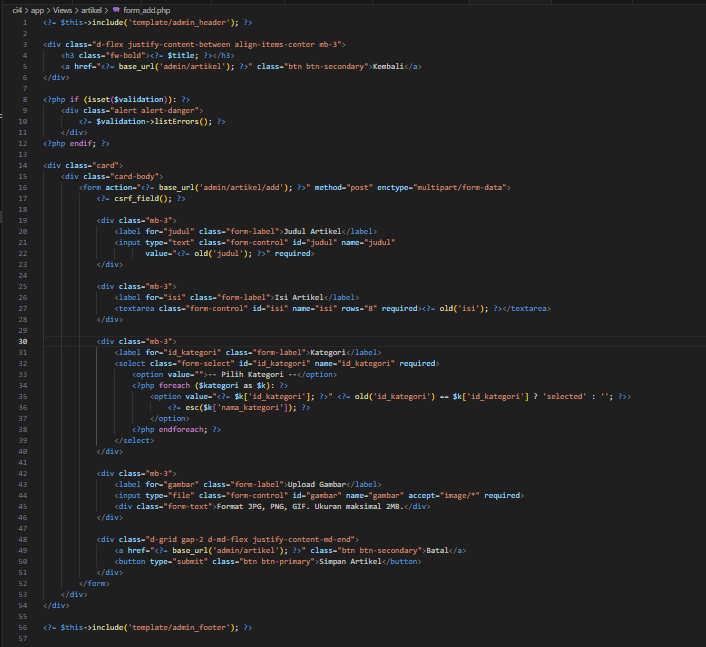 ci4 > app > Views > artikel > form_add.php
1 <?= $this->include('template/admin_header'); ?>
2
3 <div class="d-flex justify-content-between align-items-center mb-3">
4 <h3 class="fw-bold"><?= $title; ?></h3>
5 <a href="<?= base_url('admin/artikel'); ?>" class="btn btn-secondary">Kembali</a>
6 </div>
7
8 <?php if (isset($validation)): ?>
9 <div class="alert alert-danger">
10 <?= $validation->listErrors(); ?>
11 </div>
12 <?php endif; ?>
13
14 <div class="card">
15 <div class="card-body">
16 <form action="<?= base_url('admin/artikel/add'); ?>" method="post" enctype="multipart/form-data">
17 <?= csrf_field(); ?>
18
19 <div class="mb-3">
20 <label for="judul" class="form-label">Judul Artikel</label>
21 <input type="text" class="form-control" id="judul" name="judul"
22 value="<?= old('judul'); ?>" required>
23 </div>
24
25 <div class="mb-3">
26 <label for="isi" class="form-label">Isi Artikel</label>
27 <textarea class="form-control" id="isi" name="isi" rows="8" required><?= old('isi'); ?></textarea>
28 </div>
29
30 <div class="mb-3">
31 <label for="id_kategori" class="form-label">Kategori</label>
32 <select class="form-select" id="id_kategori" name="id_kategori" required>
33 <option value="">-- Pilih Kategori --</option>
34 <?php foreach ($kategori as $k): ?>
35 <option value="<?= $k['id_kategori']; ?>" <?= old('id_kategori') == $k['id_kategori'] ? 'selected' : ''; ?>>
36 <?= esc($k['nama_kategori']); ?>
37 </option>
38 <?php endforeach; ?>
39 </select>
40 </div>
41
42 <div class="mb-3">
43 <label for="gambar" class="form-label">Upload Gambar</label>
44 <input type="file" class="form-control" id="gambar" name="gambar" accept="image/*" required>
45 <div class="form-text">Format JPG, PNG, GIF. Ukuran maksimal 2MB.</div>
46 </div>
47
48 <div class="d-grid gap-2 d-md-flex justify-content-md-end">
49 <a href="<?= base_url('admin/artikel'); ?>" class="btn btn-secondary">Batal</a>
50 <button type="submit" class="btn btn-primary">Simpan Artikel</button>
51 </div>
52 </form>
53 </div>
54 </div>
55
56 <?= $this->include('template/admin_footer'); ?>
57